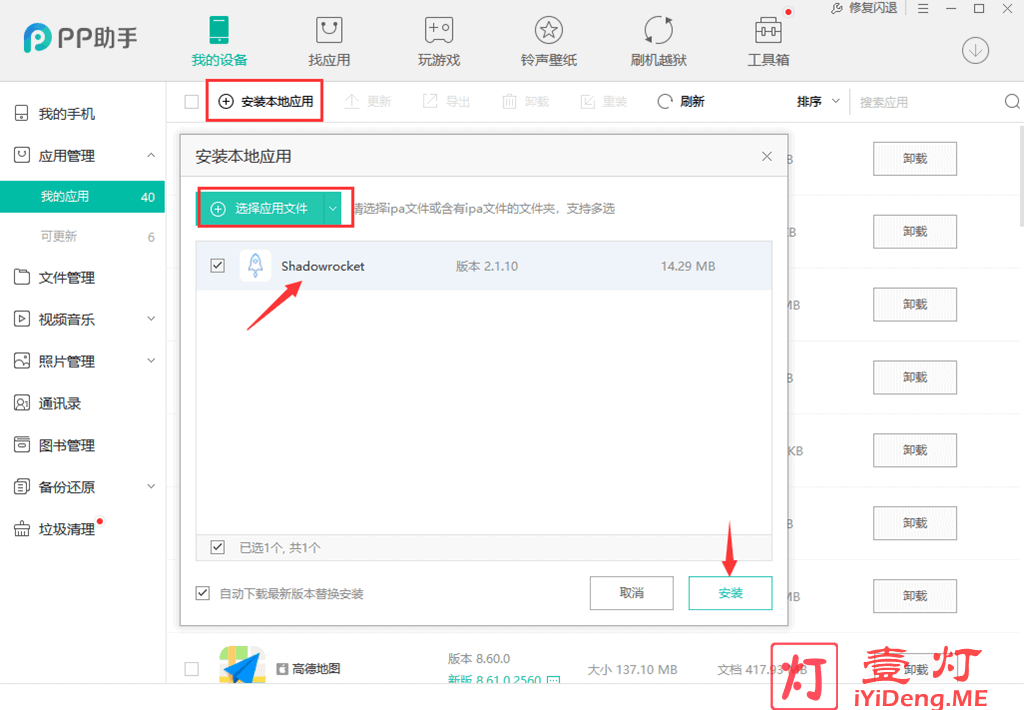 修复闪退
PP助手
我的设备
找应用
玩游戏
铃声壁纸
刷机越狱
工具箱
安装本地应用
更新
导出
卸载
重装
刷新
排序
搜索应用
我的手机
应用管理
我的应用 40
可更新 6
文件管理
视频音乐
照片管理
通讯录
图书管理
备份还原
垃圾清理
安装本地应用
选择应用文件
请选择ipa文件或含有ipa文件的文件夹，支持多选
Shadowrocket 版本 2.1.10 14.29 MB
已选1个, 共1个
自动下载最新版本替换安装
取消
安装
B 卸载
KB 卸载
MB 卸载
B 卸载
KB 卸载
B 卸载
MB 卸载
高德地图
版本 8.60.0
新版 8.61.0.2560
大小 137.10 MB
文档 417.93 MB
卸载
灯
壹灯
iYiDeng.ME